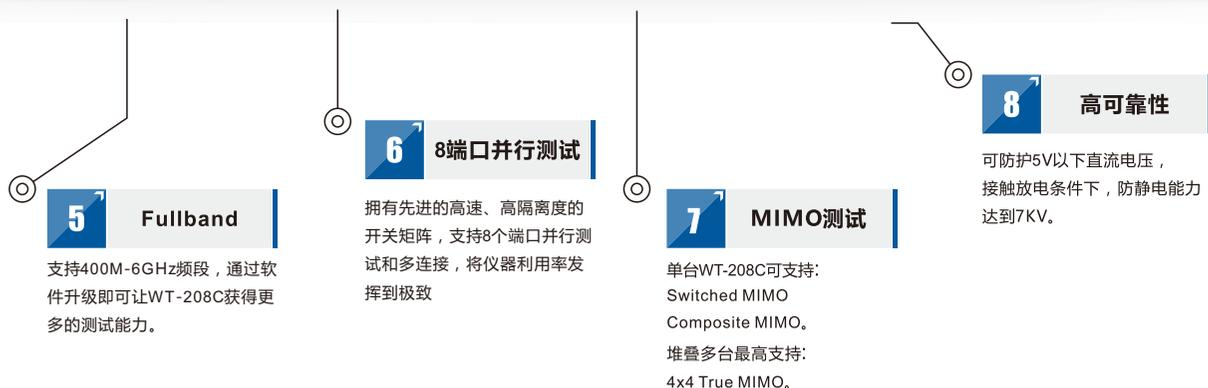 5
Fullband
支持400M-6GHz频段，通过软
件升级即可让WT-208C获得更
多的测试能力。
6
8端口并行测试
拥有先进的高速、高隔离度的
开关矩阵，支持8个端口并行测
试和多连接，将仪器利用率发
挥到极致
7
MIMO测试
单台WT-208C可支持：
Switched MIMO
Composite MIMO。
堆叠多台最高支持：
4x4 True MIMO。
8
高可靠性
可防护5V以下直流电压，
接触放电条件下，防静电能力
达到7KV。